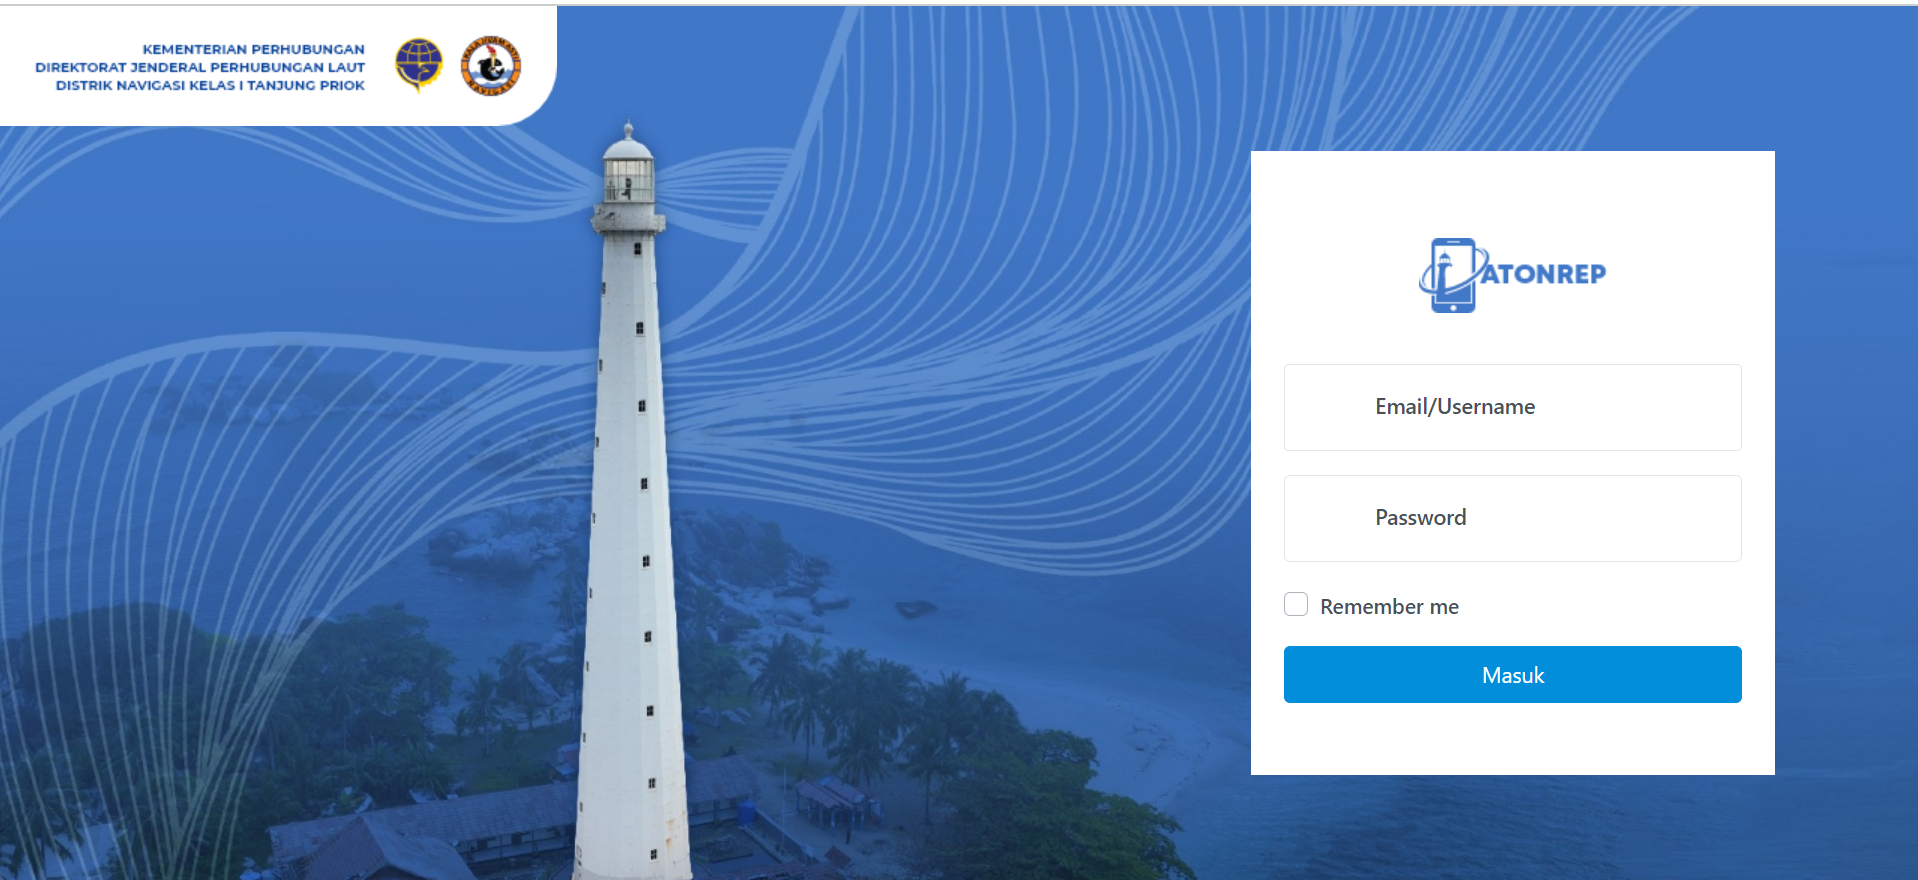 KEMENTERIAN PERHUBUNGAN
DIREKTORAT JENDERAL PERHUBUNGAN LAUT
DISTRIK NAVIGASI KELAS I TANJUNG PRIOK
ATONREP
Email/Username
Password
Remember me
Masuk